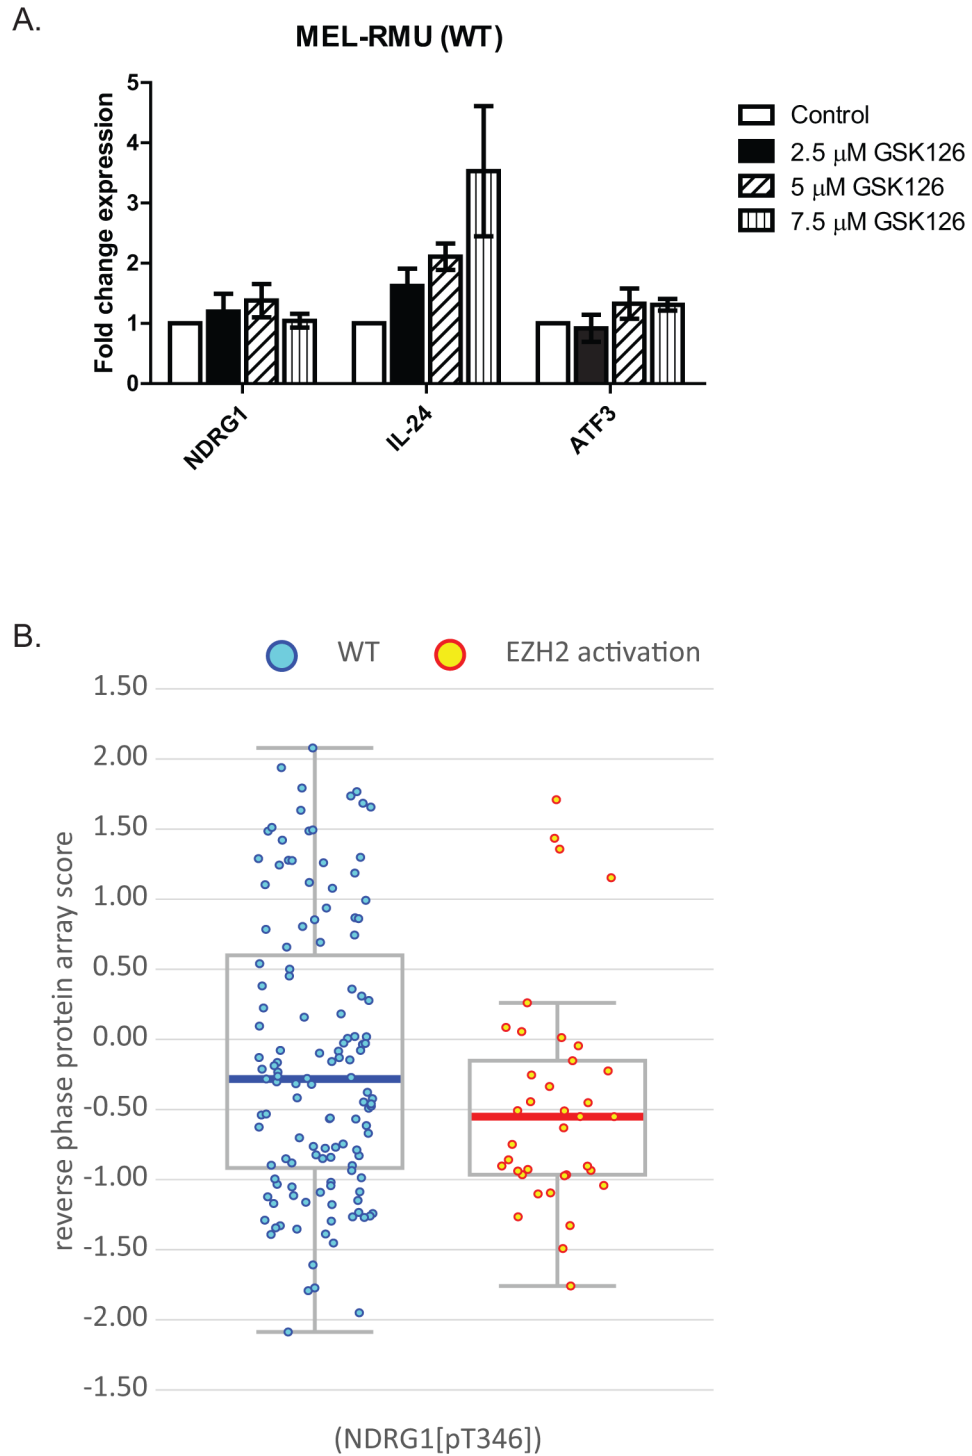 A.
MEL-RMU (WT)
Fold change expression
5
4
3
2
1
0
NDRG1
IL-24
ATF3
Control
2.5 µM GSK126
5 µM GSK126
7.5 µM GSK126
B.
WT
EZH2 activation
reverse phase protein array score
1.50
2.00
1.50
1.00
0.50
0.00
-0.50
-1.00
-1.50
-2.00
-1.50
(NDRG1[pT346])